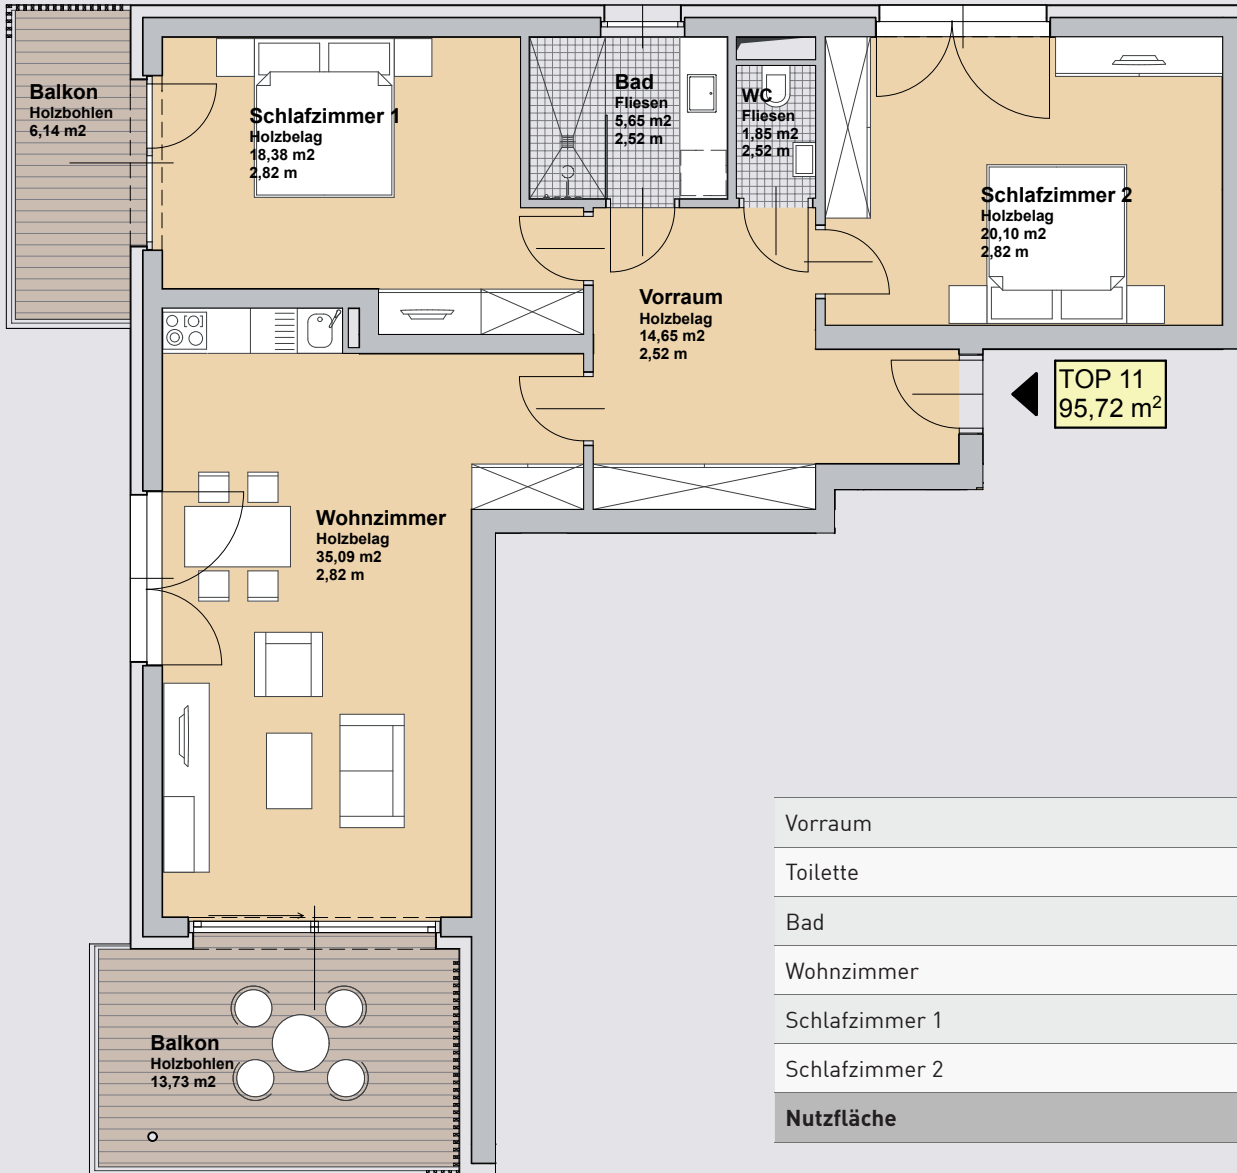 Balkon
Holzbohlen
6,14 m2
Schlafzimmer 1
Holzbelag
18,38 m2
2,82 m
Bad
Fliesen
5,65 m2
2,52 m
WC
Fliesen
1,85 m2
2,52 m
Schlafzimmer 2
Holzbelag
20,10 m2
2,82 m
Vorraum
Holzbelag
14,65 m2
2,52 m
TOP 11
95,72 m²
Wohnzimmer
Holzbelag
35,09 m2
2,82 m
Balkon
Holzbohlen
13,73 m2
Vorraum
Toilette
Bad
Wohnzimmer
Schlafzimmer 1
Schlafzimmer 2
Nutzfläche